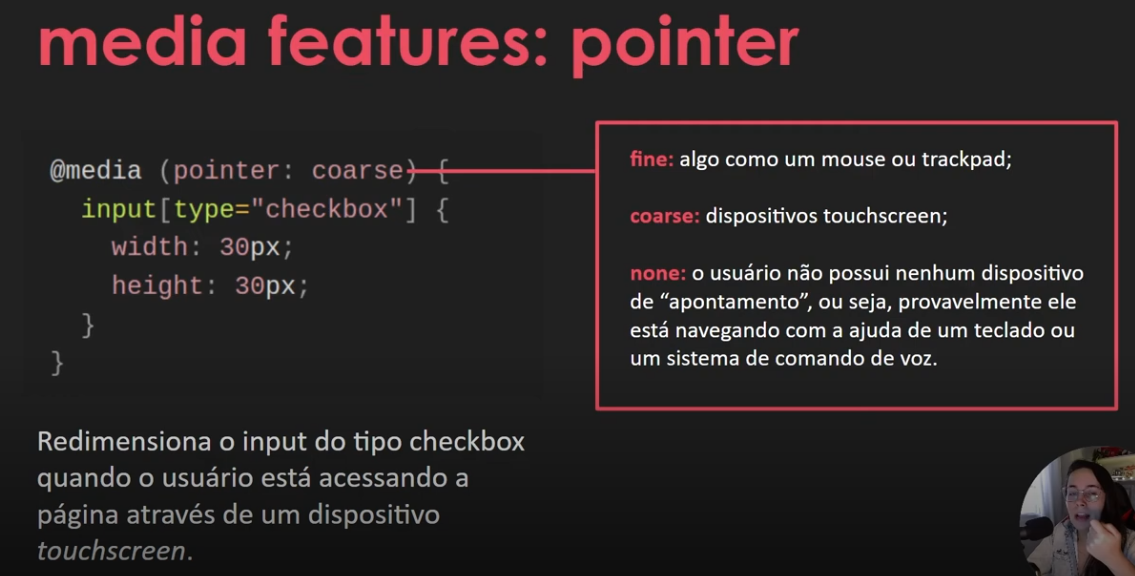 media features: pointer
@media (pointer: coarse) {
input[type="checkbox"] {
width: 30px;
height: 30px;
}
}
fine: algo como um mouse ou trackpad;
coarse: dispositivos touchscreen;
none: o usuário não possui nenhum dispositivo
de “apontamento”, ou seja, provavelmente ele
está navegando com a ajuda de um teclado ou
um sistema de comando de voz.
Redimensiona o input do tipo checkbox
quando o usuário está acessando a
página através de um dispositivo
touchscreen.